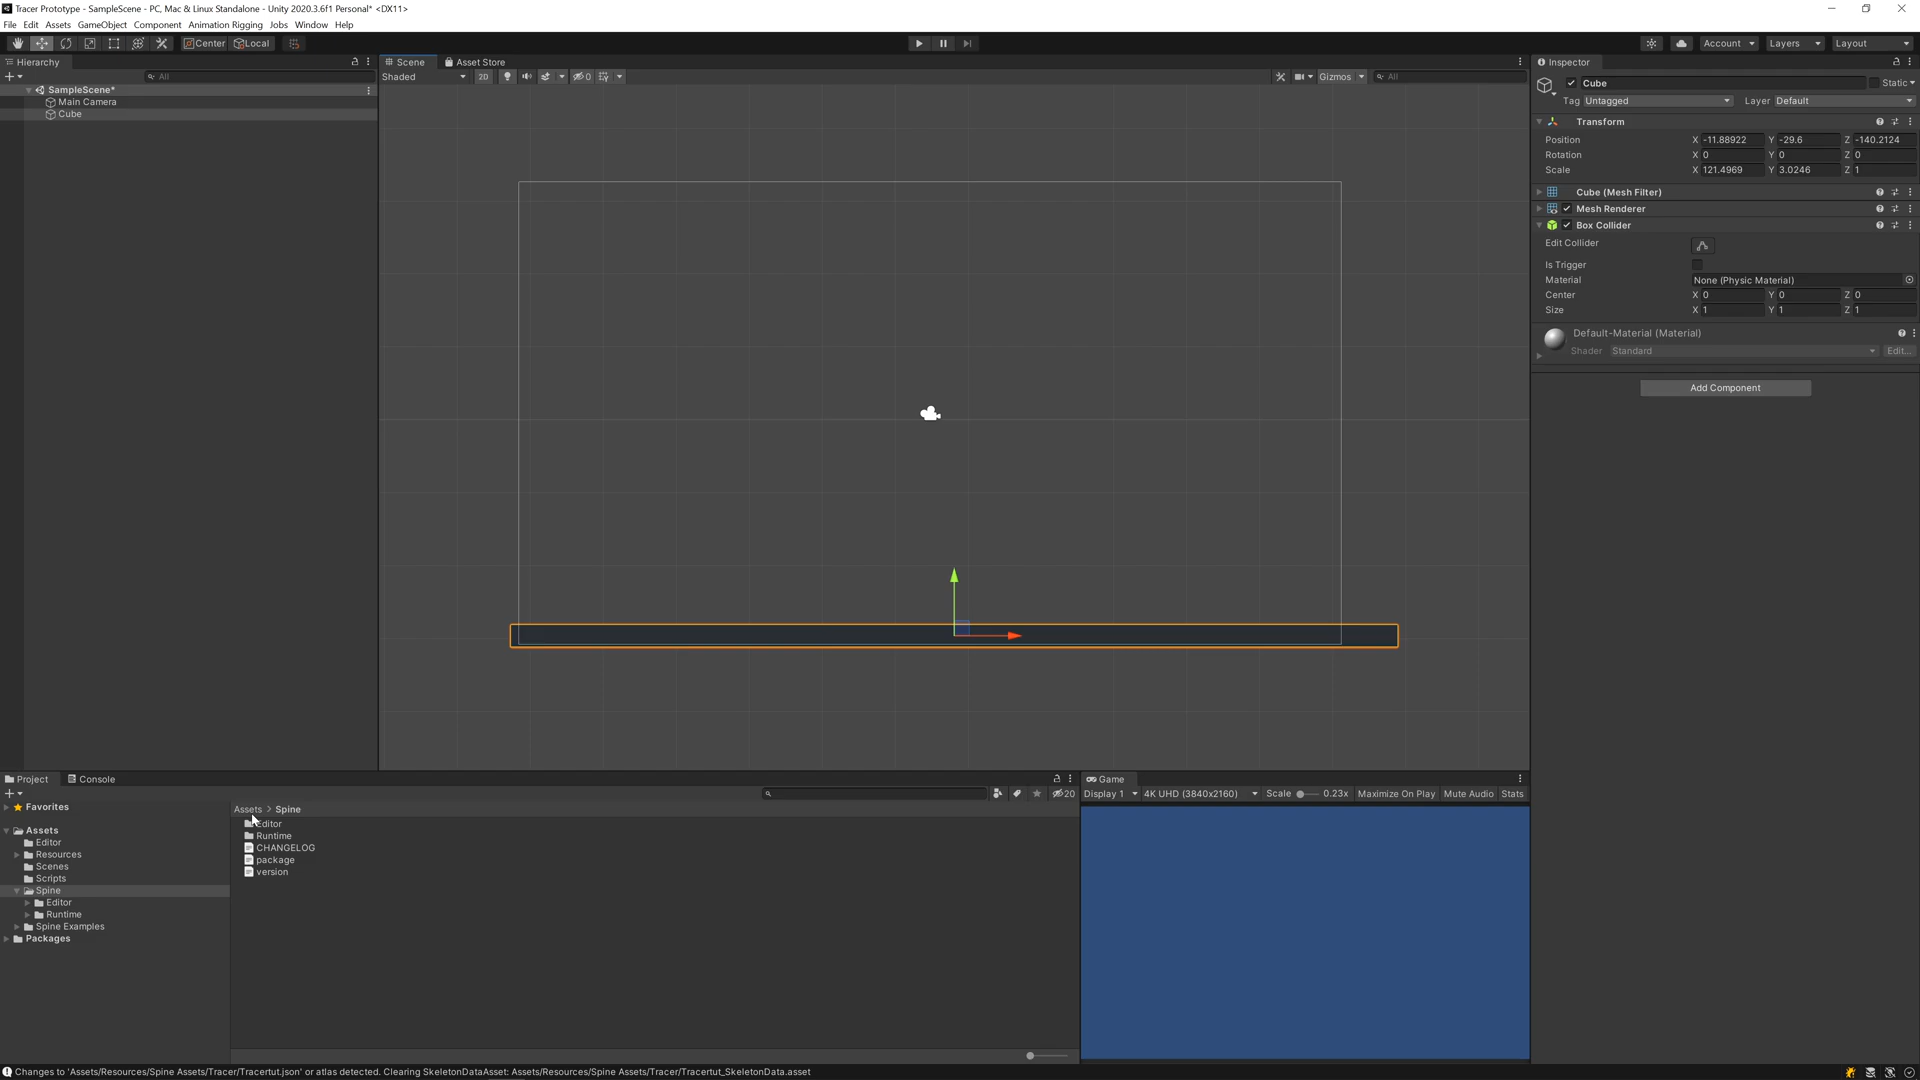 Tracer Prototype - SampleScene - PC, Mac & Linux Standalone - Unity 2020.3.6f1 Personal* <DX11>
File Edit Assets GameObject Component Animation Rigging Jobs Window Help
Center Local
Account Layers Layout
Hierarchy
All
SampleScene*
Main Camera
Cube
Scene Asset Store
Shaded 2D 0 Gizmos All
Inspector
Cube Static
Tag Untagged Layer Default
Transform
Position X -11.88922 Y -29.6 Z -140.2124
Rotation X 0 Y 0 Z 0
Scale X 121.4969 Y 3.0246 Z 1
Cube (Mesh Filter)
Mesh Renderer
Box Collider
Edit Collider
Is Trigger
Material None (Physic Material)
Center X 0 Y 0 Z 0
Size X 1 Y 1 Z 1
Default-Material (Material)
Shader Standard Edit...
Add Component
Project Console
20
Favorites
Assets
Editor
Resources
Scenes
Scripts
Spine
Editor
Runtime
Spine Examples
Packages
Assets > Spine
Editor
Runtime
CHANGELOG
package
version
Game
Display 1 4K UHD (3840x2160) Scale 0.23x Maximize On Play Mute Audio Stats
Changes to 'Assets/Resources/Spine Assets/Tracer/Tracertut.json' or atlas detected. Clearing SkeletonDataAsset: Assets/Resources/Spine Assets/Tracer/Tracertut_SkeletonData.asset